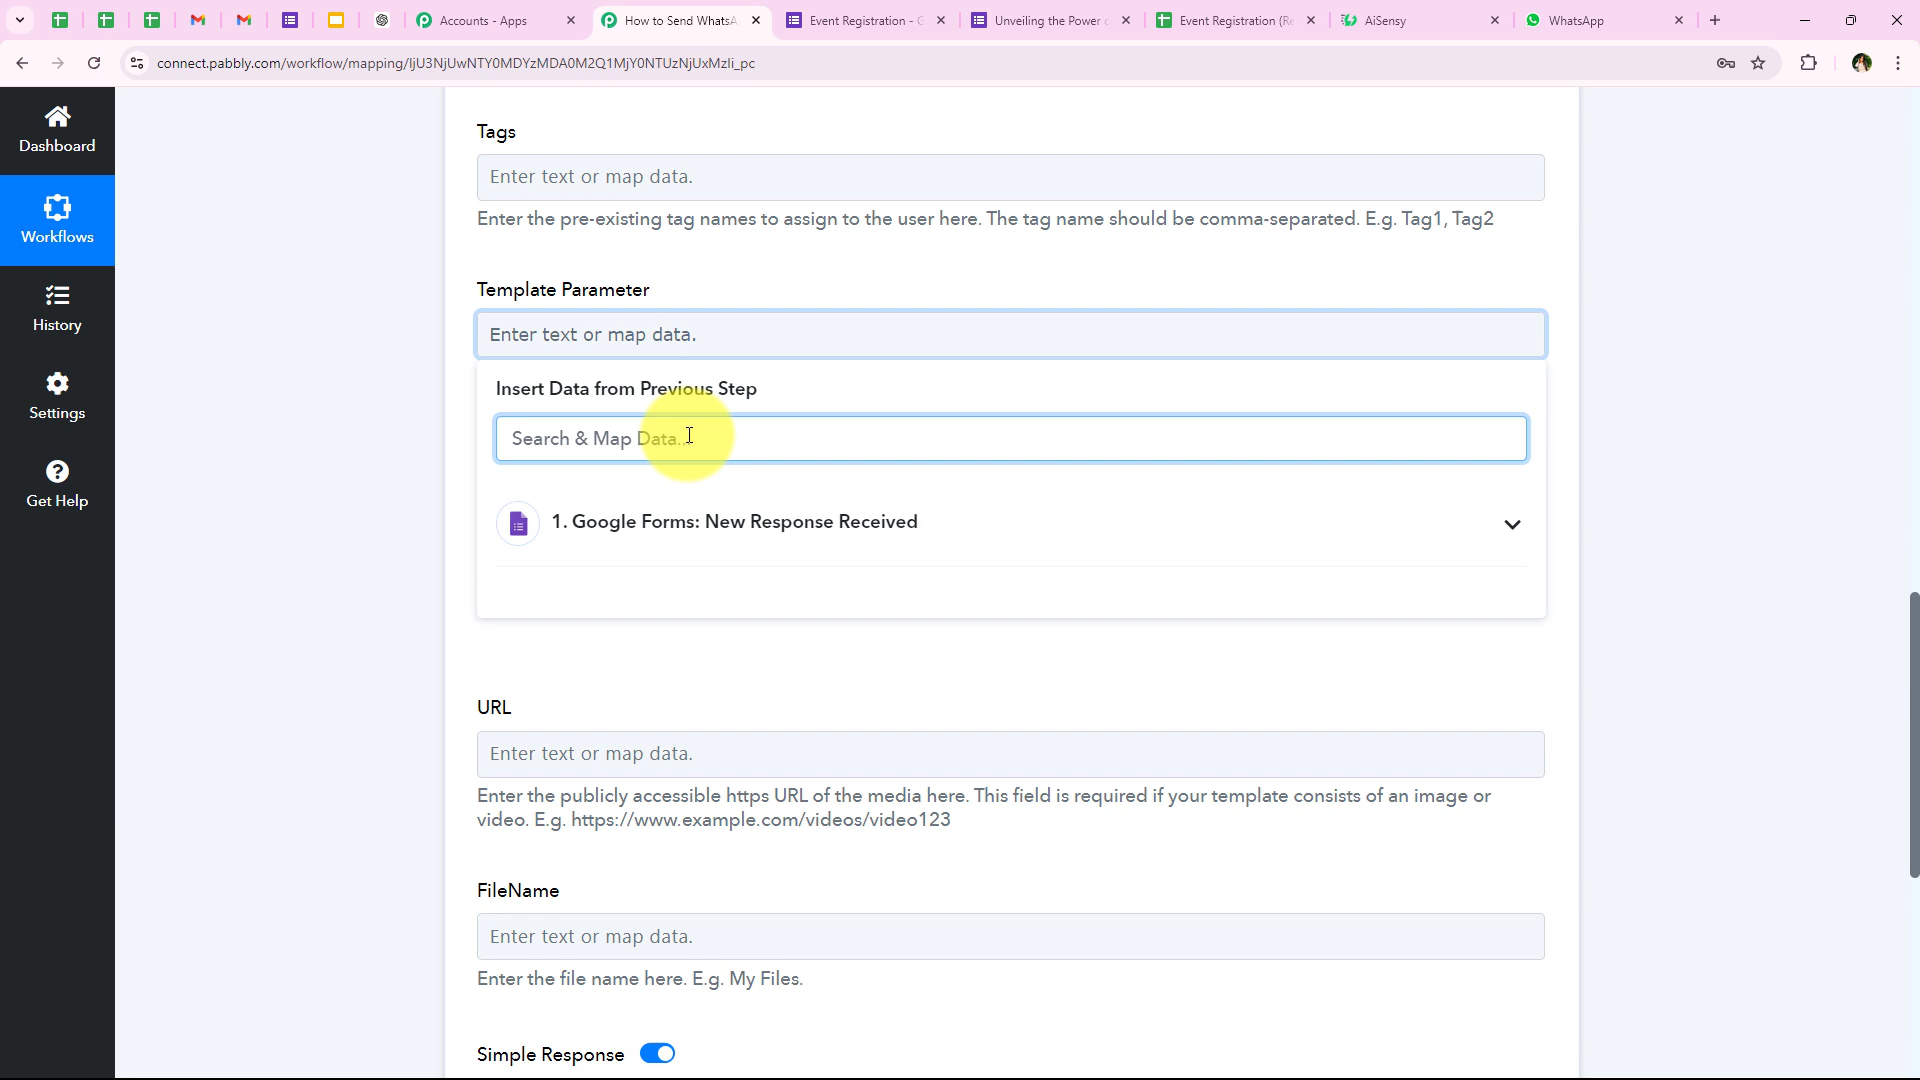 Accounts - Apps
How to Send WhatsA
Event Registration - G
Unveiling the Power o
Event Registration (Re
AiSensy
WhatsApp
connect.pabbly.com/workflow/mapping/IjU3NjUwNTY0MDYzMDA0M2Q1MjY0NTUzNjUxMzIi_pc
Dashboard
Workflows
History
Settings
Get Help
Tags
Enter text or map data.
Enter the pre-existing tag names to assign to the user here. The tag name should be comma-separated. E.g. Tag1, Tag2
Template Parameter
Enter text or map data.
Insert Data from Previous Step
Search & Map Data...
1. Google Forms: New Response Received
URL
Enter text or map data.
Enter the publicly accessible https URL of the media here. This field is required if your template consists of an image or
video. E.g. https://www.example.com/videos/video123
FileName
Enter text or map data.
Enter the file name here. E.g. My Files.
Simple Response